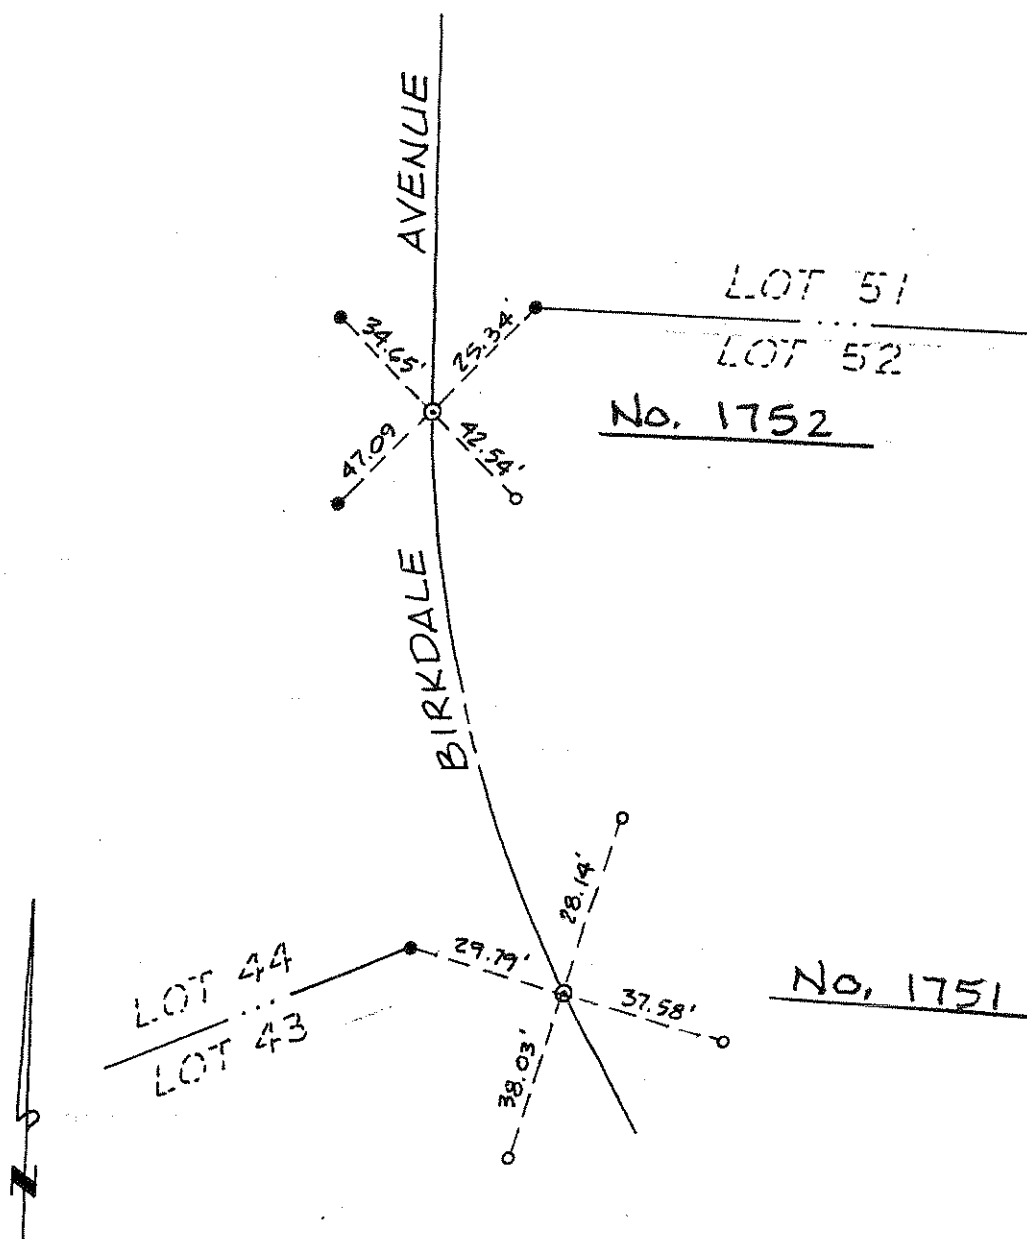 AVENUE
LOT 51
LOT 52
34.65'
25.34'
No. 1752
47.09
42.54'
BIRKDALE
28.14'
LOT 44
29.79'
No. 1751
37.58'
LOT 43
38.03'
N